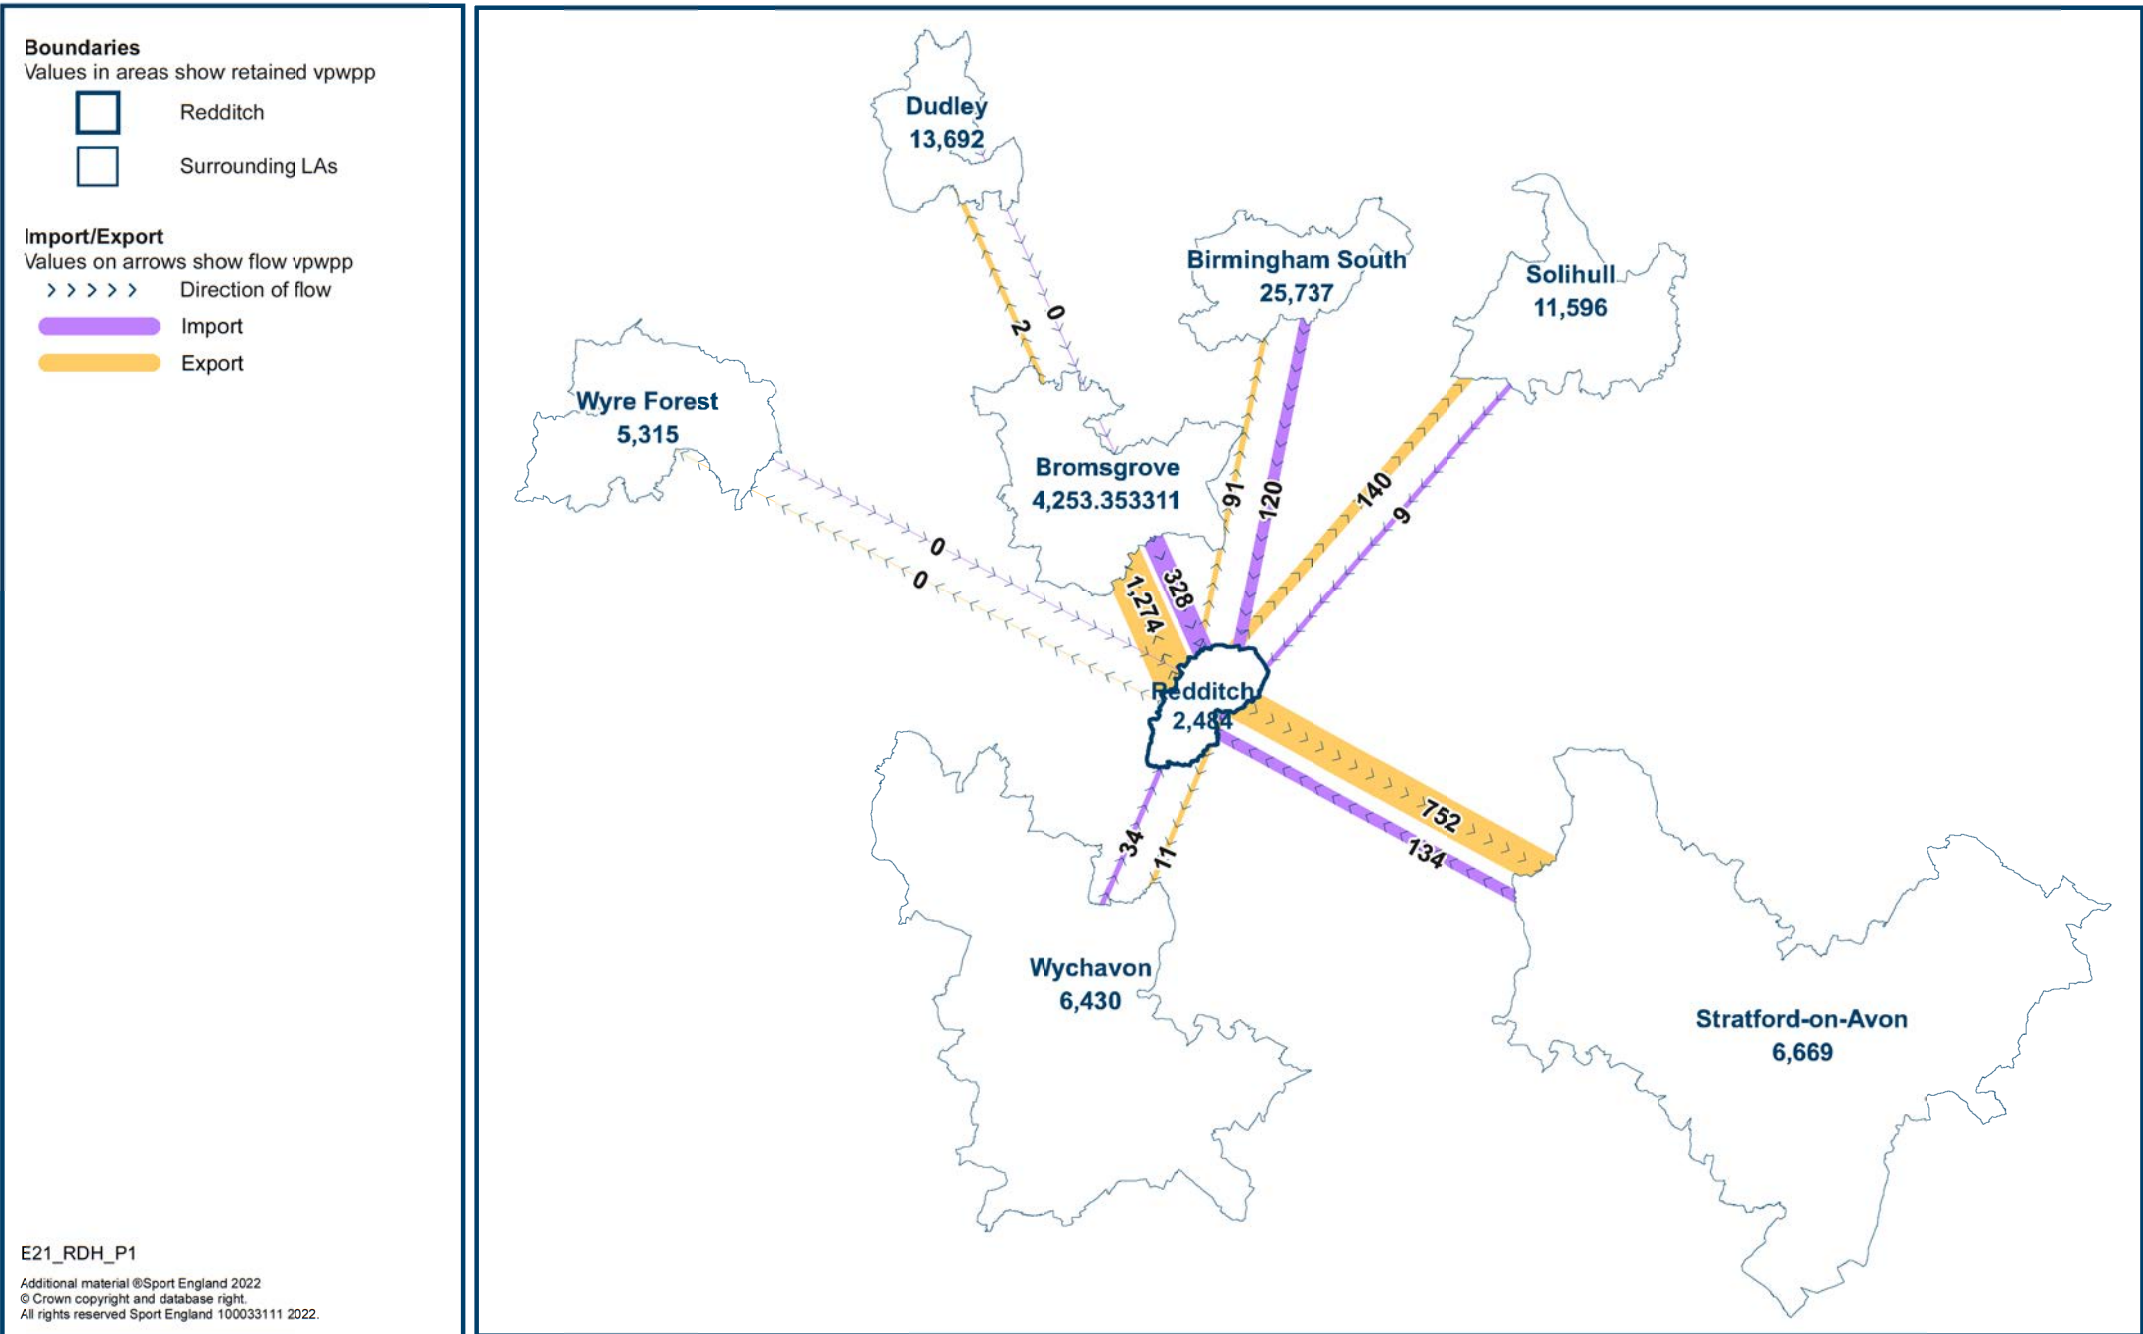 Boundaries
Values in areas show retained vpwpp
Redditch
Surrounding LAs
Import/Export
Values on arrows show flow vpwpp
Direction of flow
Import
Export
E21_RDH_P1
Additional material ®Sport England 2022
© Crown copyright and database right.
All rights reserved Sport England 100033111 2022.
Dudley
13,692
Birmingham South
25,737
Solihull
11,596
2
0
Wyre Forest
5,315
Bromsgrove
4,253.353311
91
120
140
9
0
0
1,274
328
Redditch
2,484
752
134
34
11
Wychavon
6,430
Stratford-on-Avon
6,669